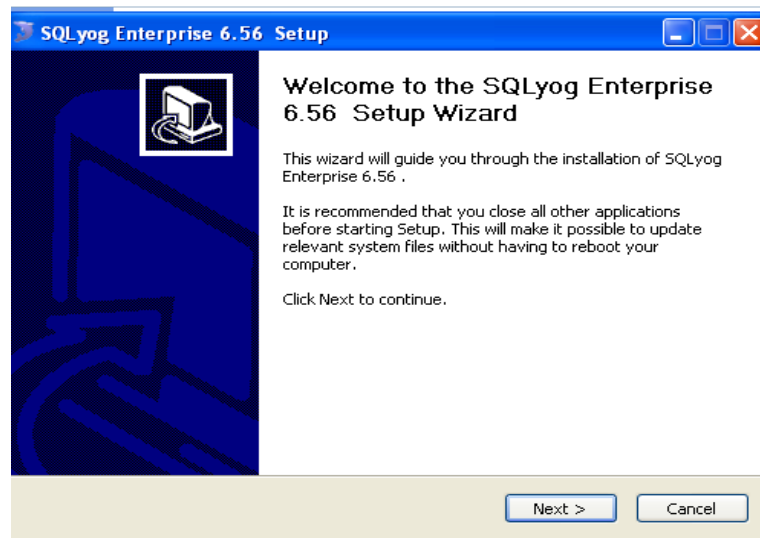 SQLyog Enterprise 6.56 Setup
Welcome to the SQLyog Enterprise
6.56 Setup Wizard
This wizard will guide you through the installation of SQLyog
Enterprise 6.56 .
It is recommended that you close all other applications
before starting Setup. This will make it possible to update
relevant system files without having to reboot your
computer.
Click Next to continue.
Next > Cancel